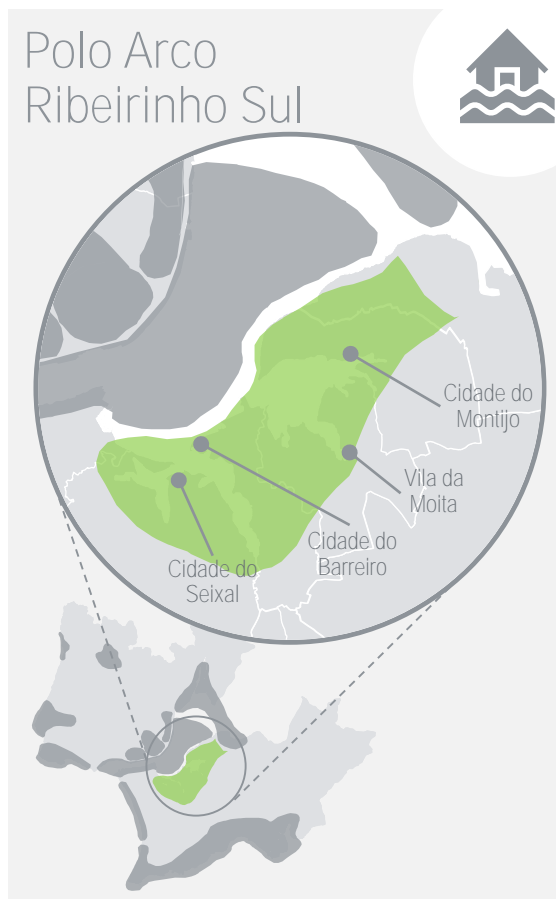 Polo Arco
Ribeirinho Sul
Cidade do
Montijo
Vila da
Moita
Cidade do
Barreiro
Cidade do
Seixal